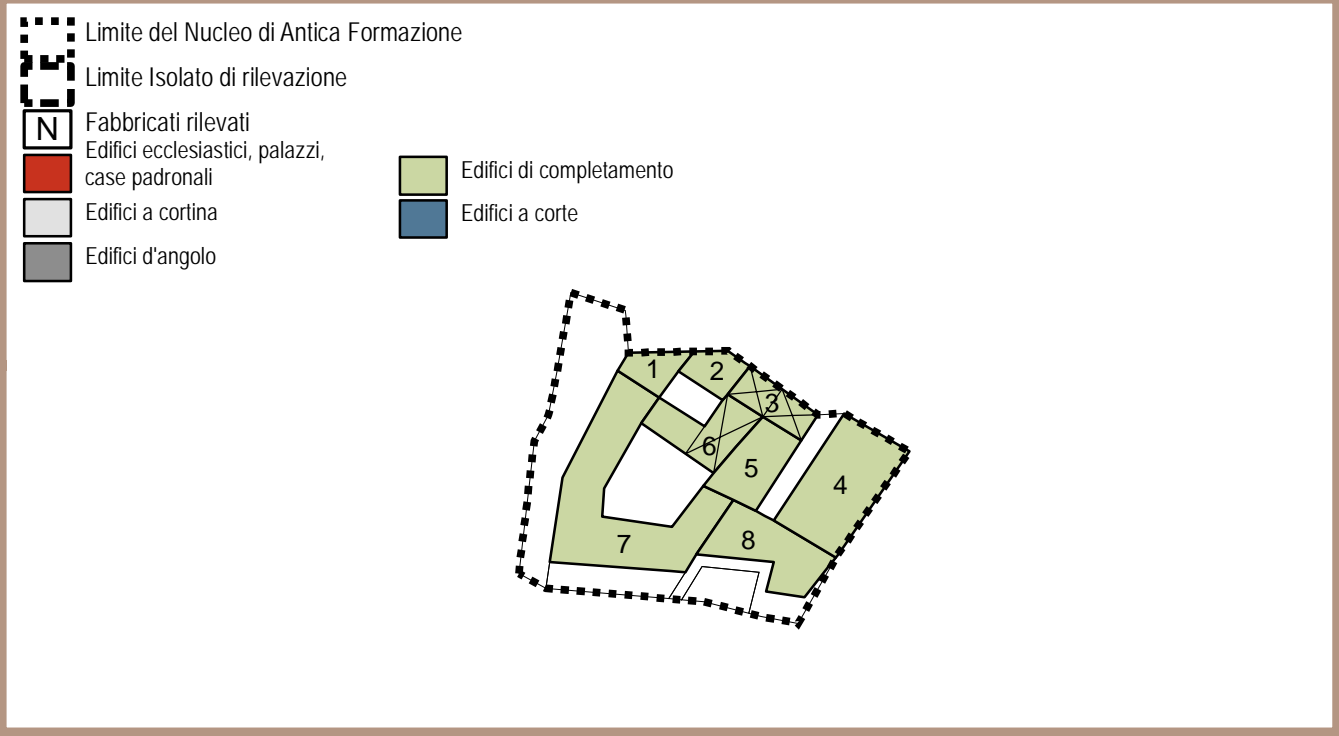 Limite del Nucleo di Antica Formazione
Limite Isolato di rilevazione
N Fabbricati rilevati
Edifici ecclesiastici, palazzi,
case padronali
Edifici a cortina
Edifici d'angolo
Edifici di completamento
Edifici a corte
1
2
3
6
5
4
7
8